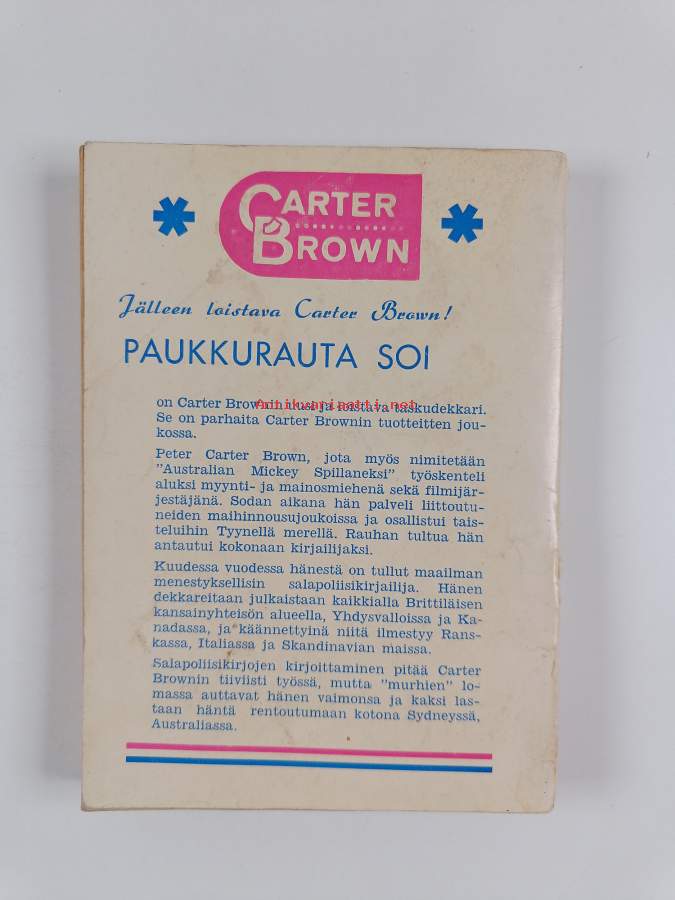 CARTER
BROWN
Jälleen loistava Carter Brown!
PAUKKURAUTA SOI
Antikvariaatti.net
on Carter Brownin uusi ja loistava taskudekkari.
Se on parhaita Carter Brownin tuotteitten jou-
kossa.
Peter Carter Brown, jota myös nimitetään
"Australian Mickey Spillaneksi" työskenteli
aluksi myynti- ja mainosmiehenä sekä filmijär-
jestäjänä. Sodan aikana hän palveli liittoutu-
neiden maihinnousujoukoissa ja osallistui tais-
teluihin Tyynellä merellä. Rauhan tultua hän
antautui kokonaan kirjailijaksi.
Kuudessa vuodessa hänestä on tullut maailman
menestyksellisin salapoliisikirjailija. Hänen
dekkareitaan julkaistaan kaikkialla Brittiläisen
kansainyhteisön alueella, Yhdysvalloissa ja Ka-
nadassa, ja käännettyinä niitä ilmestyy Rans-
kassa, Italiassa ja Skandinavian maissa.
Salapoliisikirjojen kirjoittaminen pitää Carter
Brownin tiiviisti työssä, mutta "murhien" lo-
massa auttavat hänen vaimonsa ja kaksi las-
taan häntä rentoutumaan kotona Sydneyssä,
Australiassa.